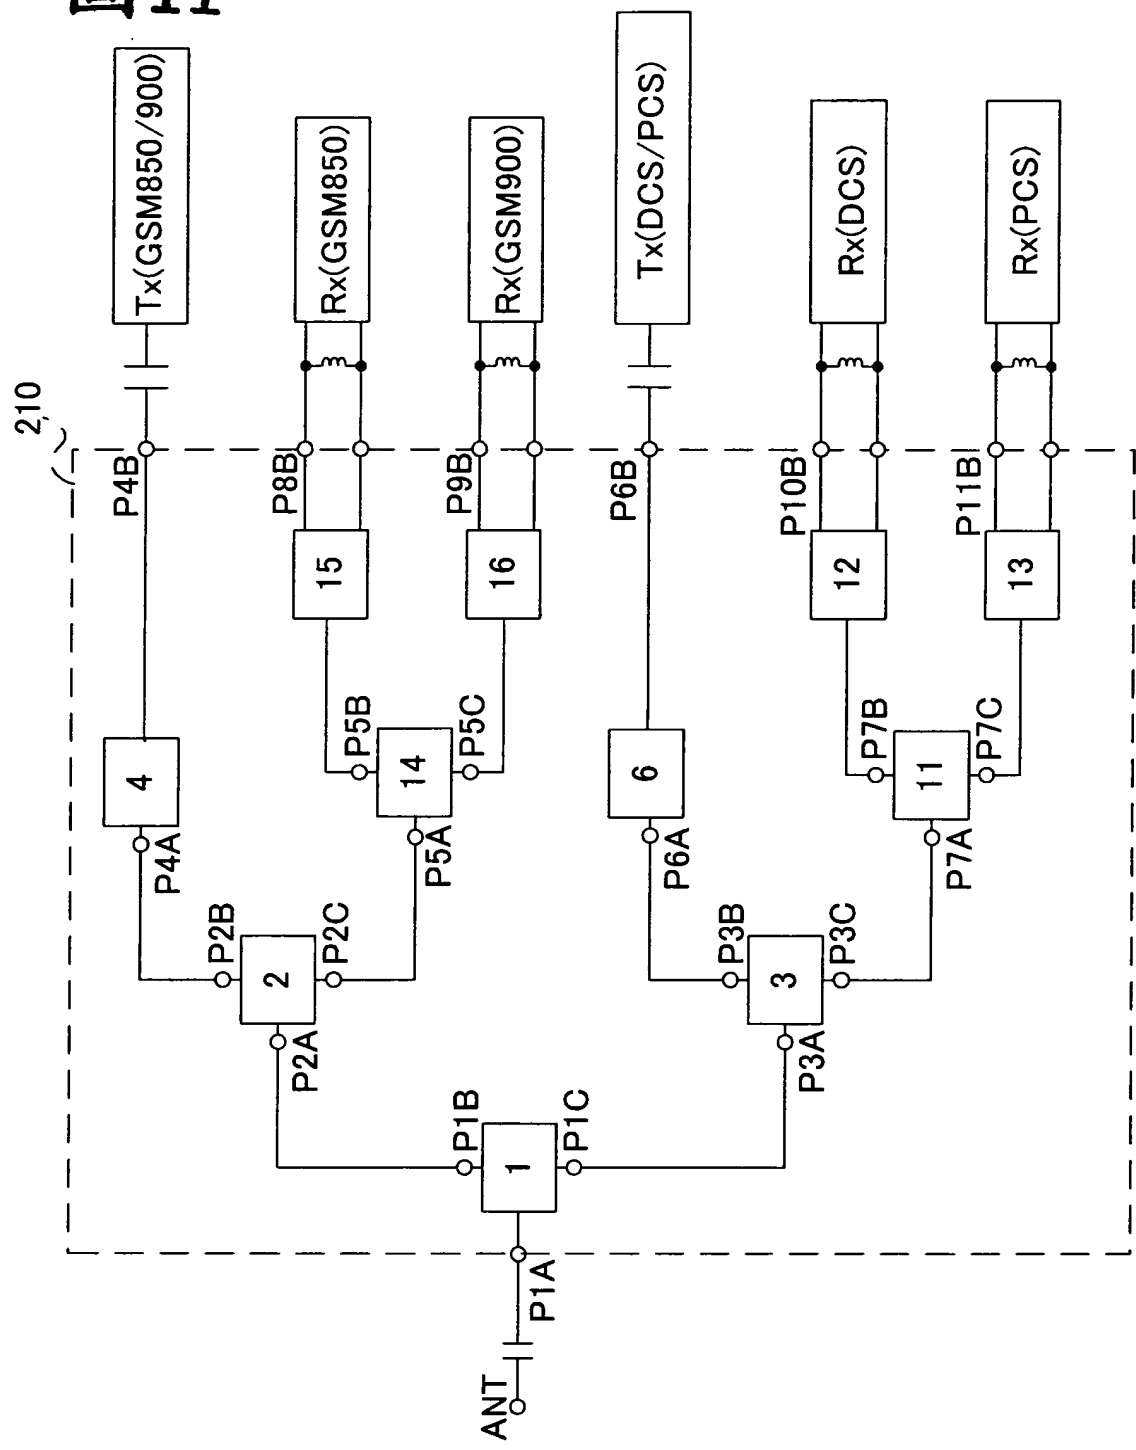 図11
210
Tx(GSM850/900)
Rx(GSM850)
Rx(GSM900)
Tx(DCS/PCS)
Rx(DCS)
Rx(PCS)
P4B
P8B
P9B
P6B
P10B
P11B
15
16
12
13
4
P5B
14
P5C
6
P7B
11
P7C
P4A
P5A
P6A
P7A
P2B
2
P2C
P3B
3
P3C
P2A
P3A
P1B
1
P1C
P1A
ANT